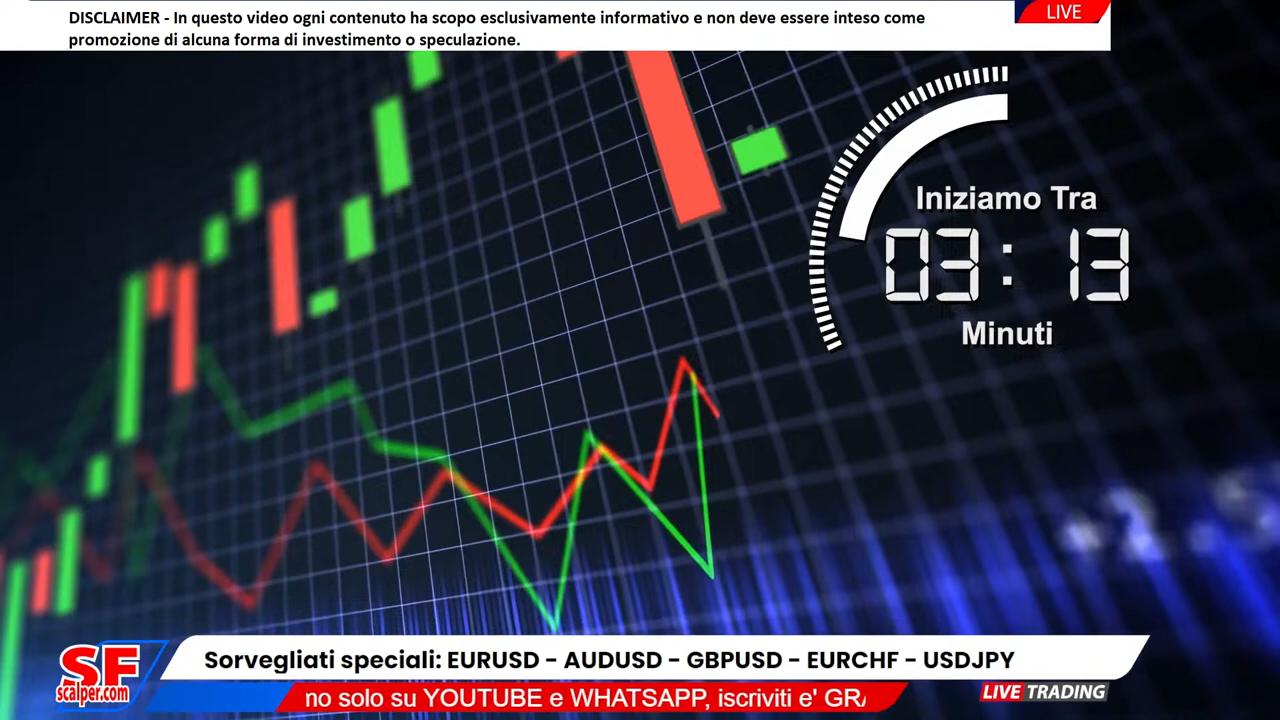 DISCLAIMER - In questo video ogni contenuto ha scopo esclusivamente informativo e non deve essere inteso come
promozione di alcuna forma di investimento o speculazione.
LIVE
Iniziamo Tra
03: 13
Minuti
SF
scalper.com
Sorvegliati speciali: EURUSD - AUDUSD - GBPUSD - EURCHF - USDJPY
no solo su YOUTUBE e WHATSAPP, iscriviti e' GRA
LIVE TRADING